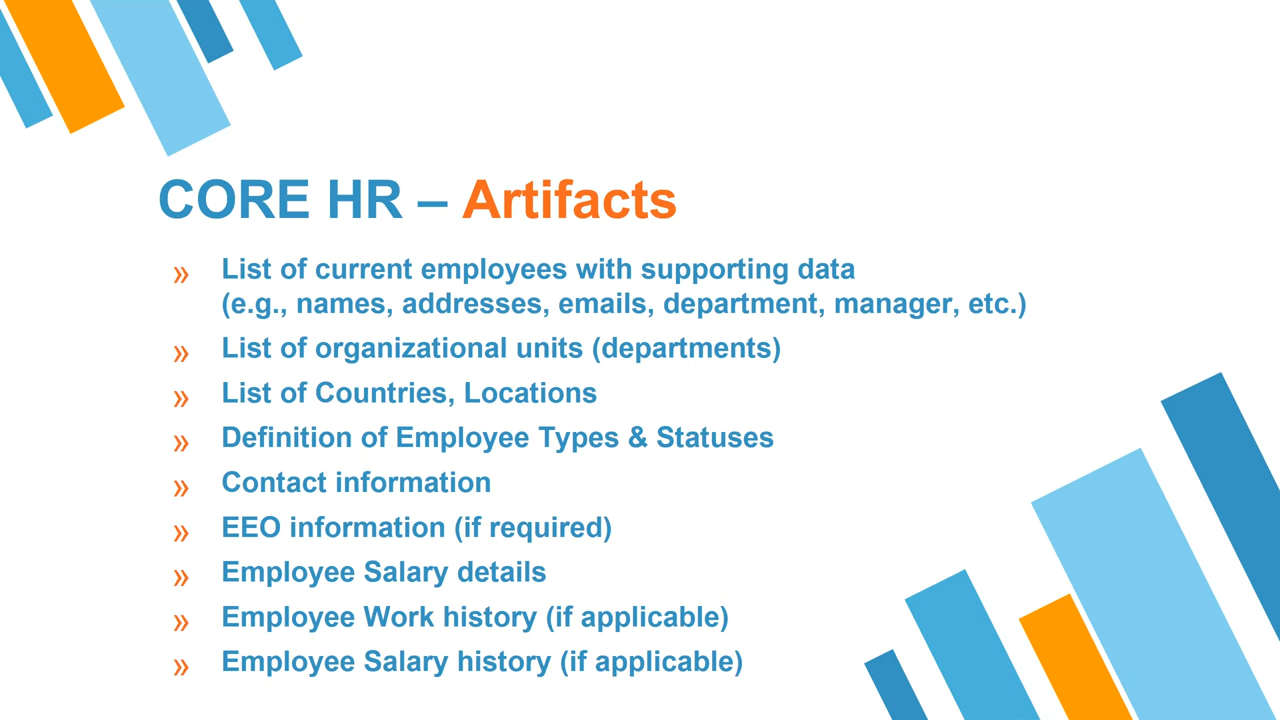 CORE HR – Artifacts
» List of current employees with supporting data
(e.g., names, addresses, emails, department, manager, etc.)
» List of organizational units (departments)
» List of Countries, Locations
» Definition of Employee Types & Statuses
» Contact information
» EEO information (if required)
» Employee Salary details
» Employee Work history (if applicable)
» Employee Salary history (if applicable)